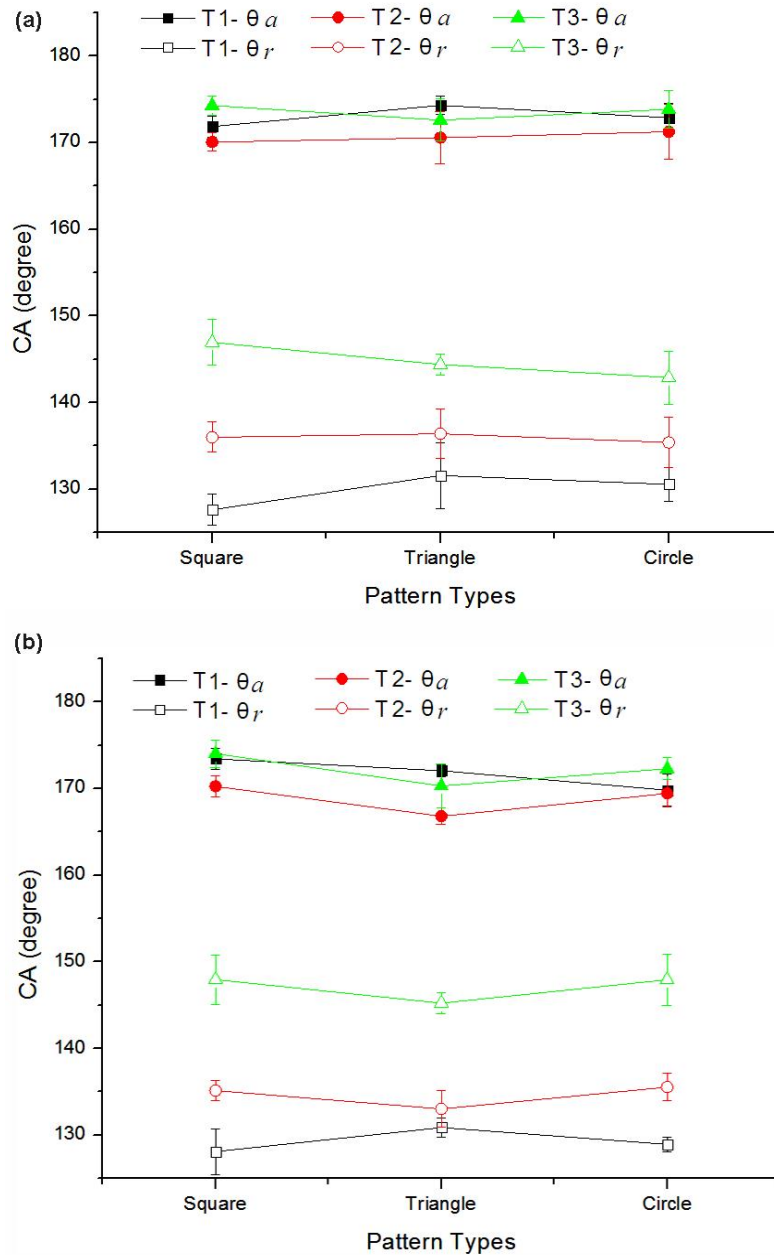 (a)
T1- θa T2- θa T3- θa
T1- θr T2- θr T3- θr
180
170
160
150
140
130
CA (degree)
Square Triangle Circle
Pattern Types
(b)
T1- θa T2- θa T3- θa
T1- θr T2- θr T3- θr
180
170
160
150
140
130
CA (degree)
Square Triangle Circle
Pattern Types